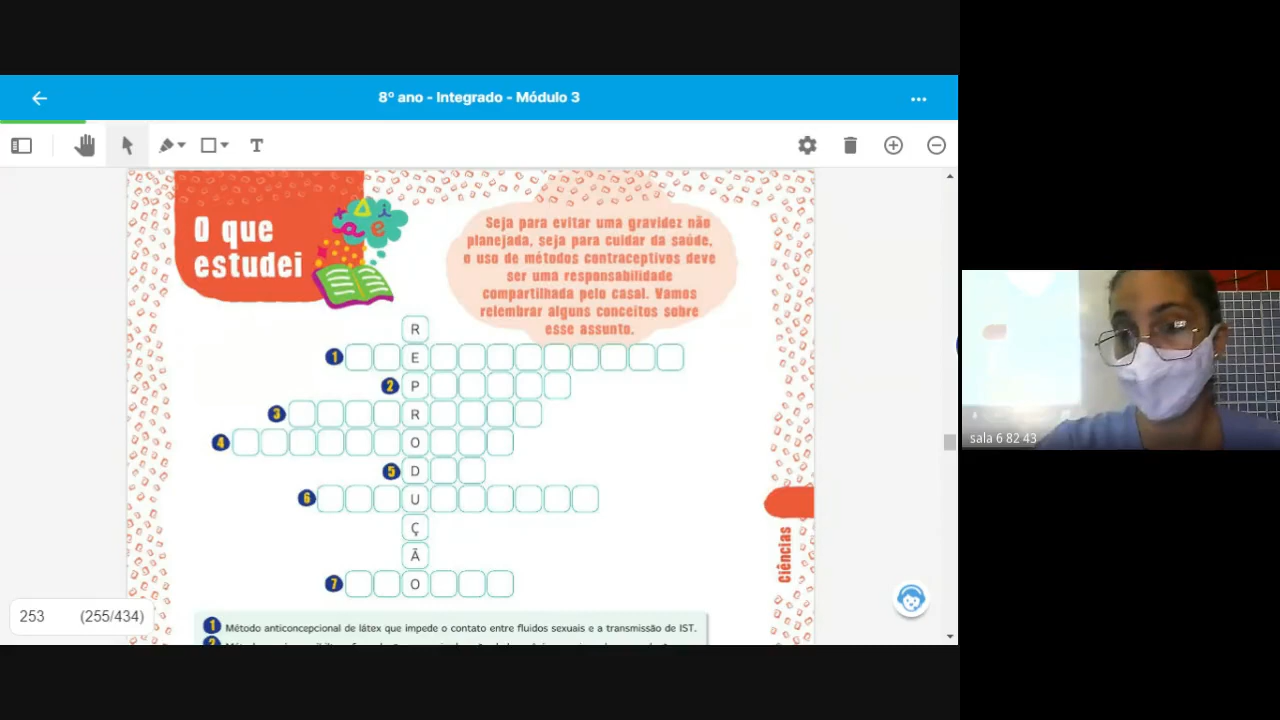 8º ano - Integrado - Módulo 3
T
O que
estudei
Seja para evitar uma gravidez não
planejada, seja para cuidar da saúde,
o uso de métodos contraceptivos deve
ser uma responsabilidade
compartilhada pelo casal. Vamos
relembrar alguns conceitos sobre
esse assunto.
R
1 E
2 P
3 R
4 O
5 D
6 U
Ç
Ã
7 O
Ciências
253 (255/434)
1 Método anticoncepcional de látex que impede o contato entre fluidos sexuais e a transmissão de IST.
2
sala 6 82 43